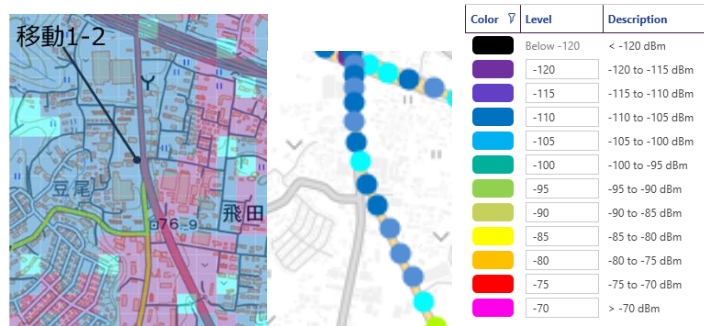 移動1-2
豆尾
飛田
76.9
Color Level Description
Below -120 < -120 dBm
-120 -120 to -115 dBm
-115 -115 to -110 dBm
-110 -110 to -105 dBm
-105 -105 to -100 dBm
-100 -100 to -95 dBm
-95 -95 to -90 dBm
-90 -90 to -85 dBm
-85 -85 to -80 dBm
-80 -80 to -75 dBm
-75 -75 to -70 dBm
-70 > -70 dBm